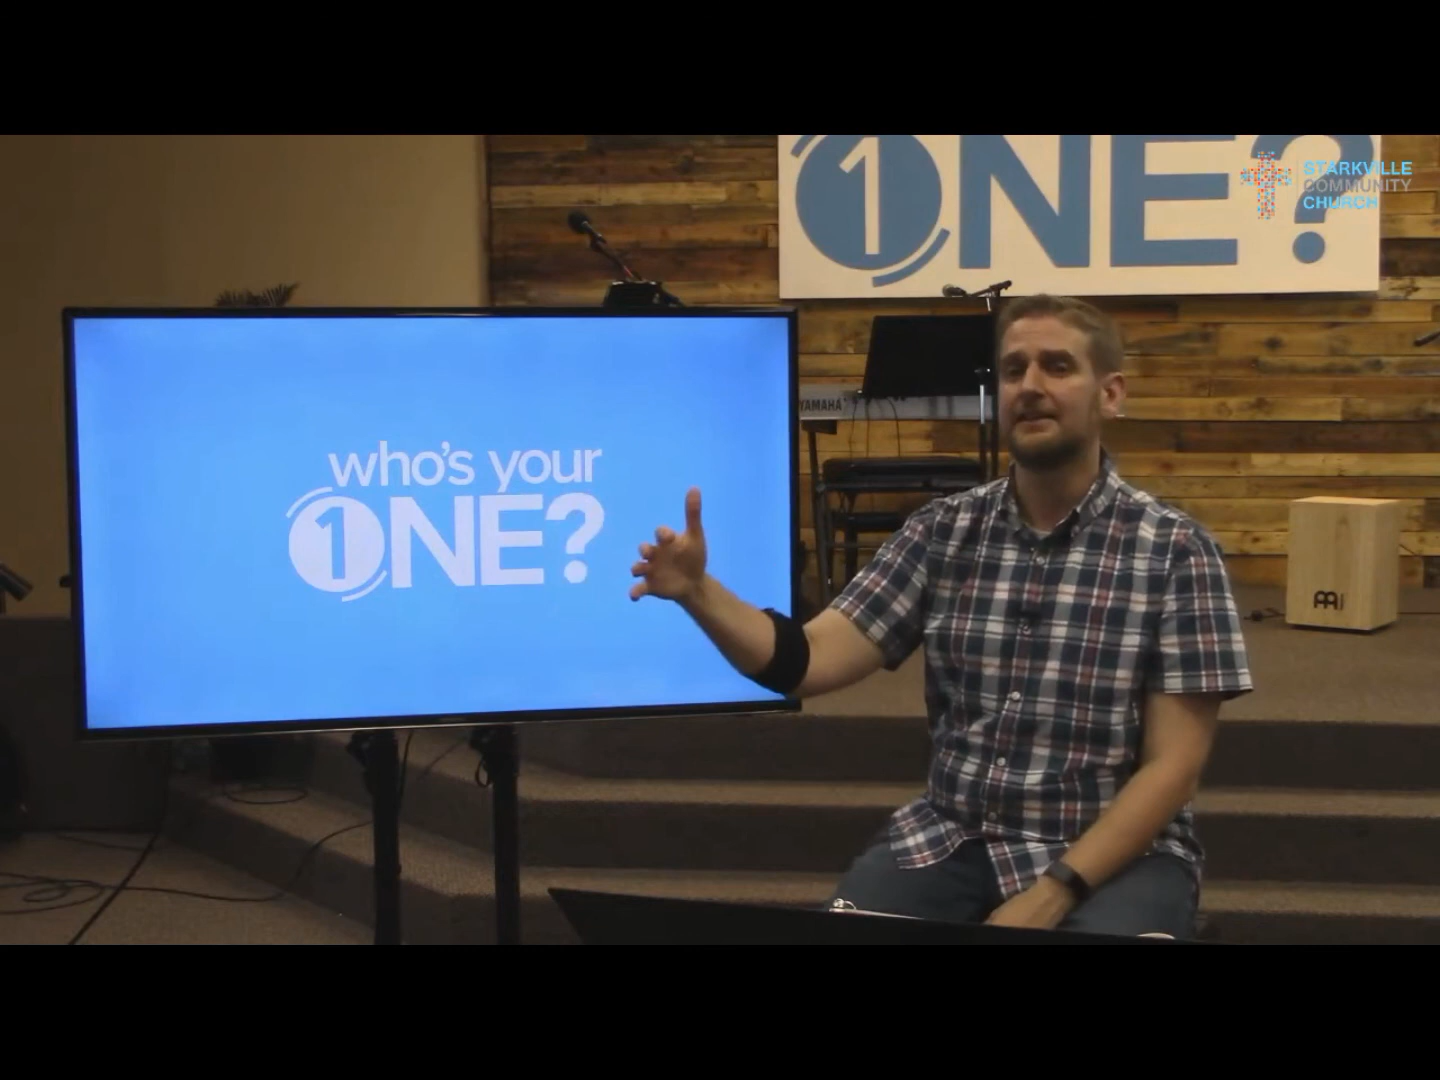 1NE?
STARKVILLE
COMMUNITY
CHURCH
YAMAHA
who's your
1NE?